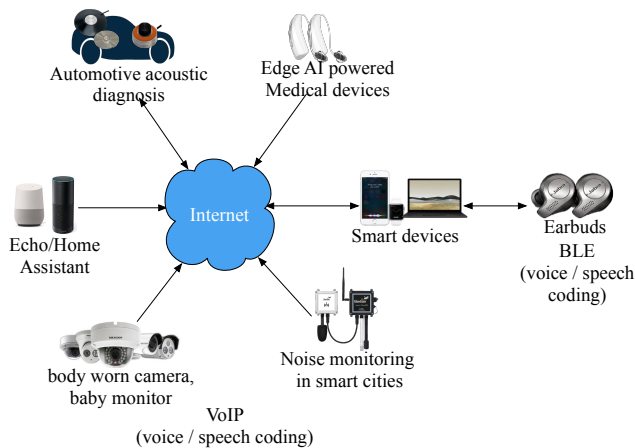 Automotive acoustic
diagnosis
Edge AI powered
Medical devices
Internet
Echo/Home
Assistant
Smart devices
Earbuds
BLE
(voice / speech
coding)
body worn camera,
baby monitor
Noise monitoring
in smart cities
VoIP
(voice / speech coding)